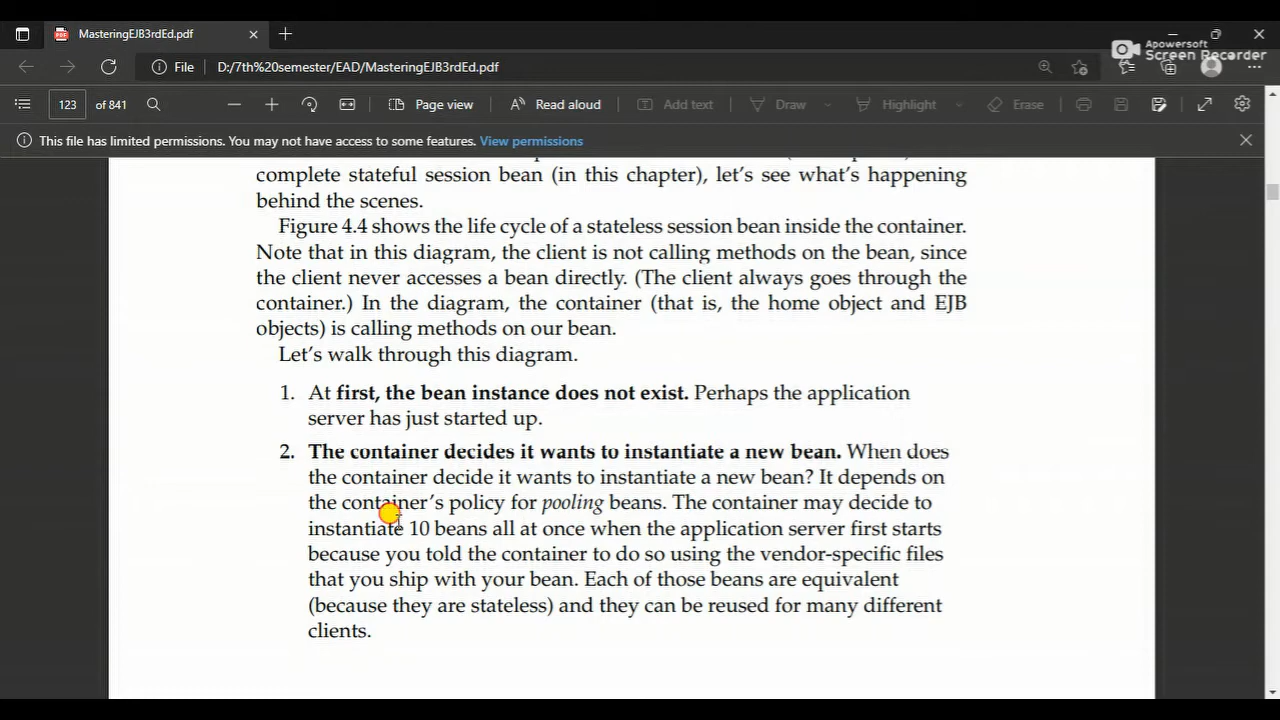 MasteringEJB3rdEd.pdf
Apowersoft
Screen Recorder
File D:/7th%20semester/EAD/MasteringEJB3rdEd.pdf
123 of 841 Page view Read aloud Add text Draw Highlight Erase
This file has limited permissions. You may not have access to some features. View permissions
complete stateful session bean (in this chapter), let's see what's happening
behind the scenes.
Figure 4.4 shows the life cycle of a stateless session bean inside the container.
Note that in this diagram, the client is not calling methods on the bean, since
the client never accesses a bean directly. (The client always goes through the
container.) In the diagram, the container (that is, the home object and EJB
objects) is calling methods on our bean.
Let's walk through this diagram.
1. At first, the bean instance does not exist. Perhaps the application
server has just started up.
2. The container decides it wants to instantiate a new bean. When does
the container decide it wants to instantiate a new bean? It depends on
the container's policy for pooling beans. The container may decide to
instantiate 10 beans all at once when the application server first starts
because you told the container to do so using the vendor-specific files
that you ship with your bean. Each of those beans are equivalent
(because they are stateless) and they can be reused for many different
clients.